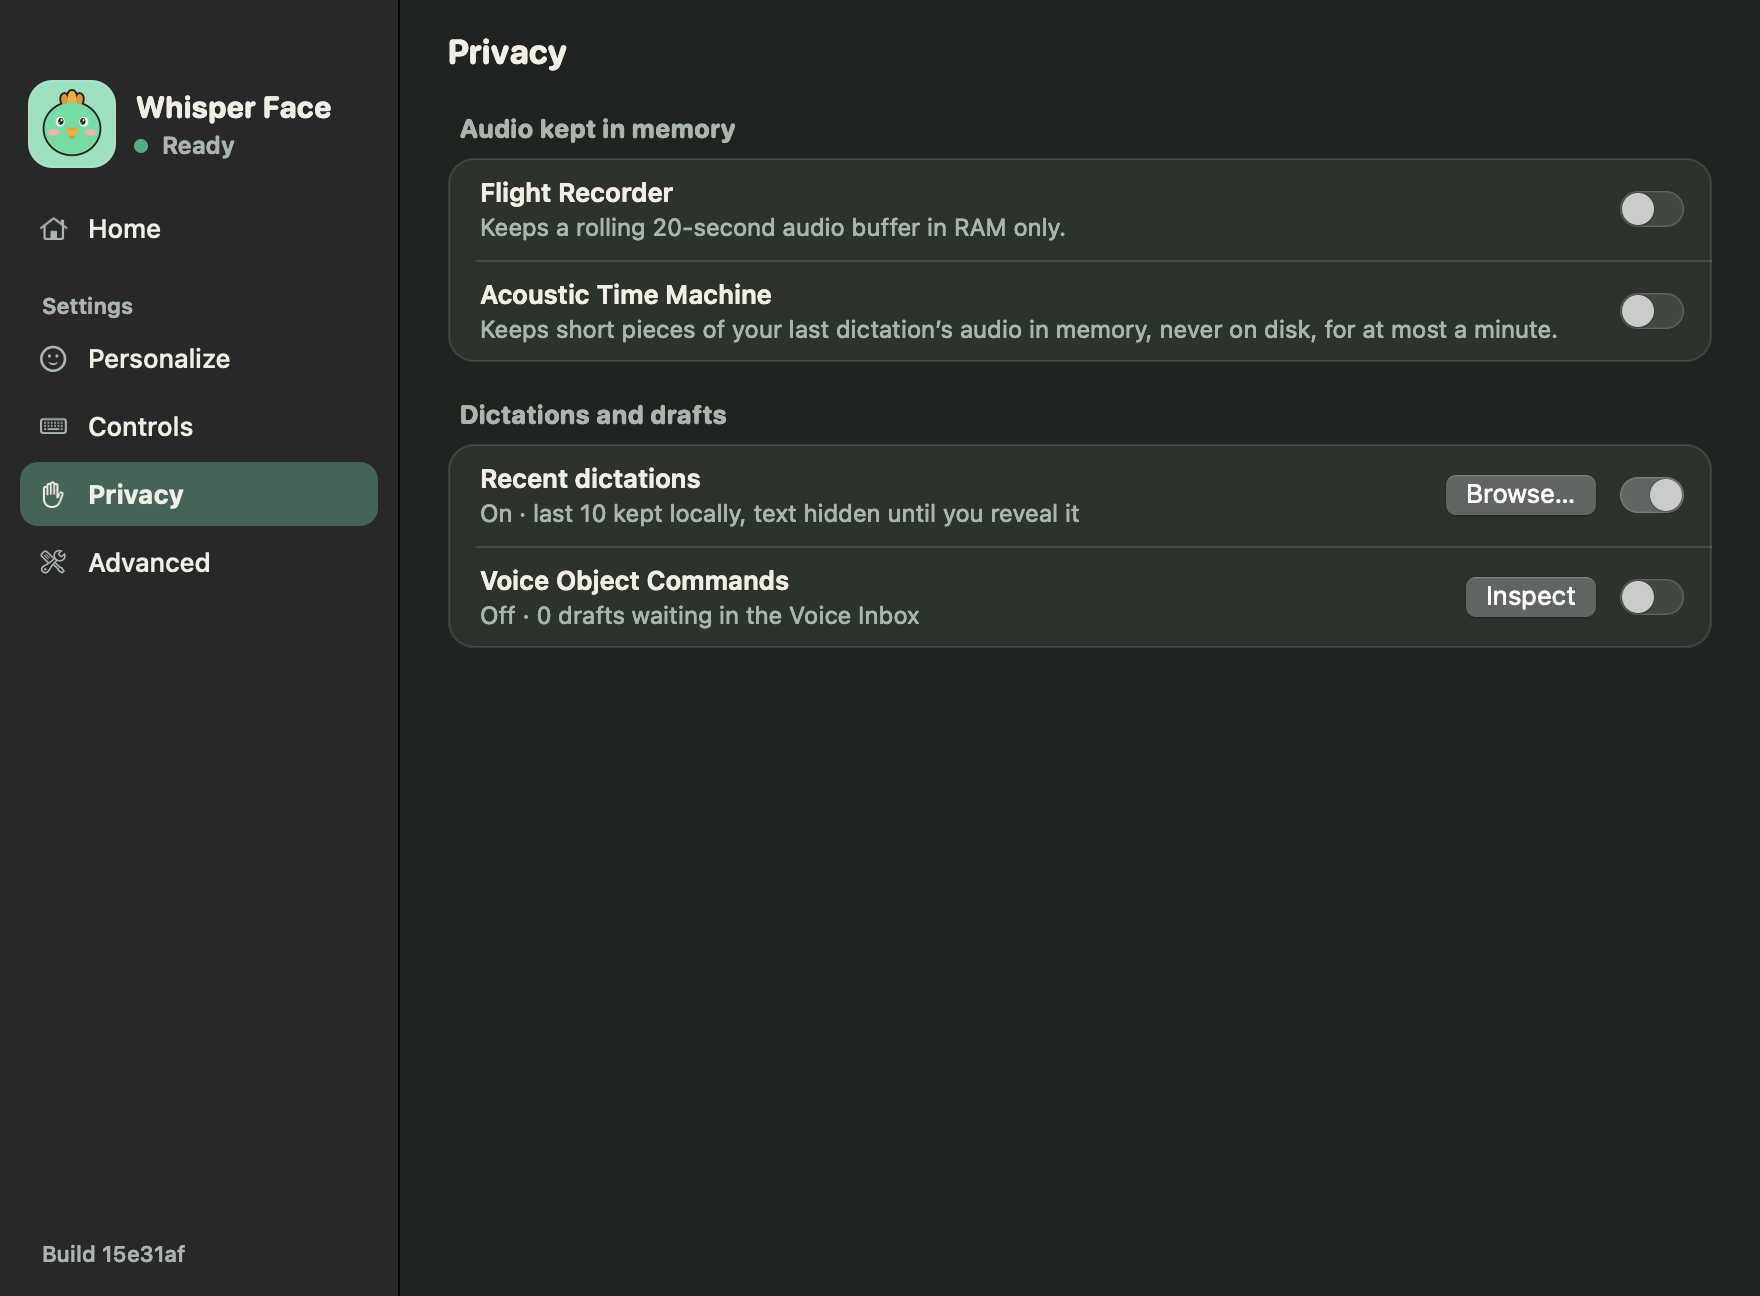 Whisper Face
Ready
Home
Settings
Personalize
Controls
Privacy
Advanced
Build 15e31af
Privacy
Audio kept in memory
Flight Recorder
Keeps a rolling 20-second audio buffer in RAM only.
Acoustic Time Machine
Keeps short pieces of your last dictation’s audio in memory, never on disk, for at most a minute.
Dictations and drafts
Recent dictations
On · last 10 kept locally, text hidden until you reveal it
Browse...
Voice Object Commands
Off · 0 drafts waiting in the Voice Inbox
Inspect